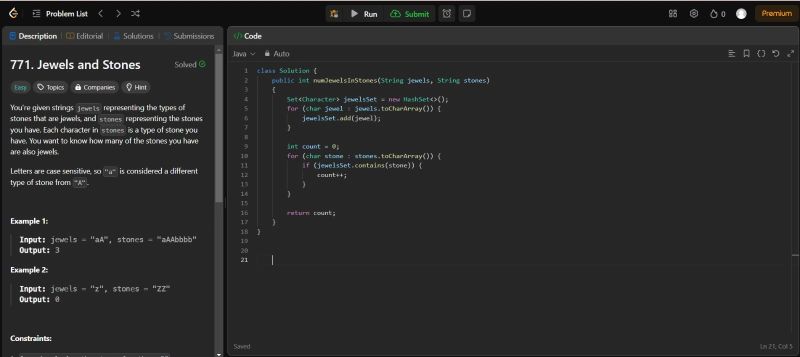 Problem List
Run
Submit
0
Premium
Description
Editorial
Solutions
Submissions
771. Jewels and Stones
Solved
Easy
Topics
Companies
Hint
You're given strings jewels representing the types of
stones that are jewels, and stones representing the stones
you have. Each character in stones is a type of stone you
have. You want to know how many of the stones you have
are also jewels.
Letters are case sensitive, so "a" is considered a different
type of stone from "A".
Example 1:
Input: jewels = "aA", stones = "aAAbbbb"
Output: 3
Example 2:
Input: jewels = "z", stones = "ZZ"
Output: 0
Constraints:
</>Code
Java
Auto
1 class Solution {
2 public int numJewelsInStones(String jewels, String stones)
3 {
4 Set<Character> jewelsSet = new HashSet<>();
5 for (char jewel : jewels.toCharArray()) {
6 jewelsSet.add(jewel);
7 }
8
9 int count = 0;
10 for (char stone : stones.toCharArray()) {
11 if (jewelsSet.contains(stone)) {
12 count++;
13 }
14 }
15
16 return count;
17 }
18 }
19
20
21
Saved
Ln 21, Col 5